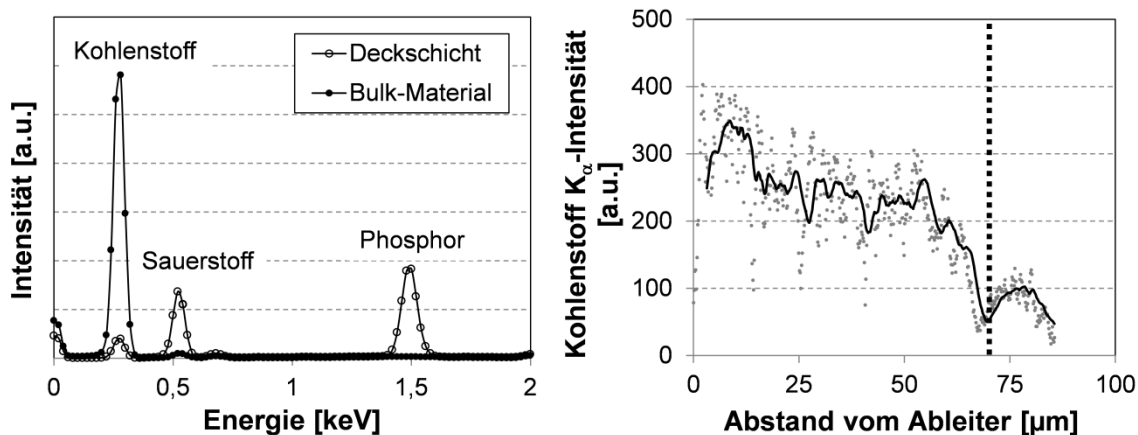 Kohlenstoff
Deckschicht
Bulk-Material
Sauerstoff
Phosphor
Intensität [a.u.]
0
0,5
1
1,5
2
Energie [keV]
Kohlenstoff Kα-Intensität
[a.u.]
500
400
300
200
100
0
0
25
50
75
100
Abstand vom Ableiter [µm]